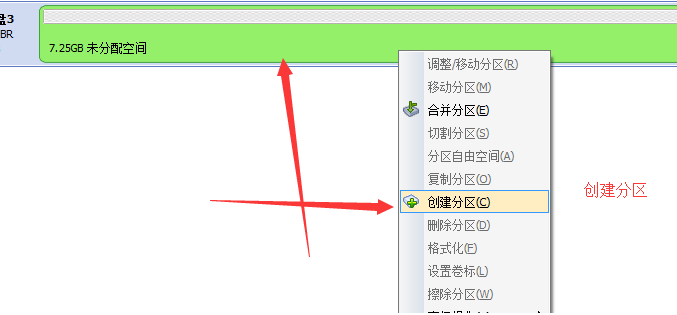 盘3
BR
7.25GB 未分配空间
调整/移动分区(R)
移动分区(M)
合并分区(E)
切割分区(S)
分区自由空间(A)
复制分区(O)
创建分区(C)
创建分区
删除分区(D)
格式化(F)
设置卷标(L)
擦除分区(W)